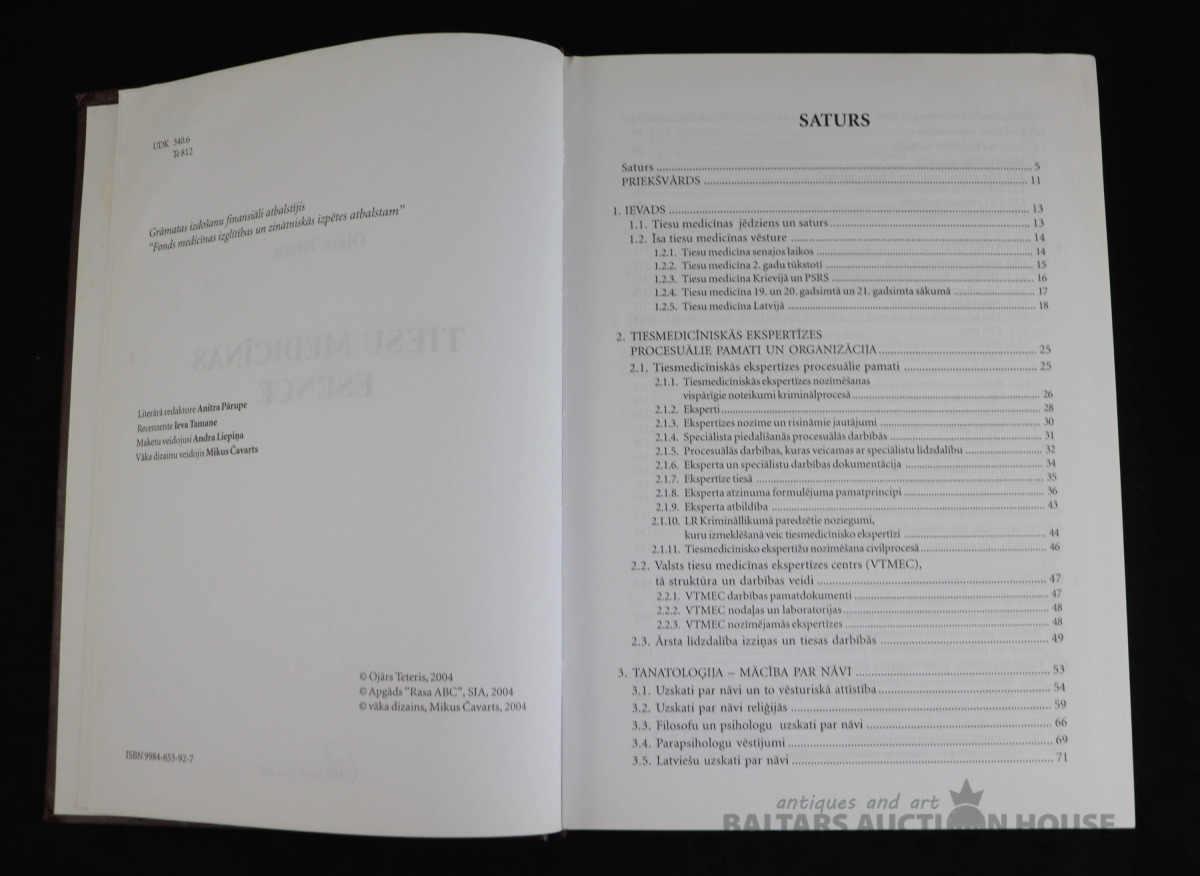 UDK 340.6
Te 812
Grāmatas izdošanu finansiāli atbalstījis
"Fonds medicīnas izglītības un zinātniskās izpētes atbalstam"
Literārā redaktore Anitra Pārupe
Recenzente Ieva Tamane
Maketu veidojusi Andra Liepiņa
Vāka dizainu veidojis Mikus Čavarts
© Ojārs Teteris, 2004
© Apgāds "Rasa ABC", SIA, 2004
© vāka dizains, Mikus Čavarts, 2004
ISBN 9984-653-92-7
SATURS
Saturs ... 5
PRIEKŠVĀRDS ... 11
1. IEVADS ... 13
1.1. Tiesu medicīnas jēdziens un saturs ... 13
1.2. Īsa tiesu medicīnas vēsture ... 14
1.2.1. Tiesu medicīna senajos laikos ... 14
1.2.2. Tiesu medicīna 2. gadu tūkstotī ... 15
1.2.3. Tiesu medicīna Krievijā un PSRS ... 16
1.2.4. Tiesu medicīna 19. un 20. gadsimtā un 21. gadsimta sākumā ... 17
1.2.5. Tiesu medicīna Latvijā ... 18
2. TIESMEDICĪNISKĀS EKSPERTĪZES
PROCESUĀLIE PAMATI UN ORGANIZĀCIJA ... 25
2.1. Tiesmedicīniskās ekspertīzes procesuālie pamati ... 25
2.1.1. Tiesmedicīniskās ekspertīzes nozīmēšanas
vispārīgie noteikumi kriminālprocesā ... 26
2.1.2. Eksperti ... 28
2.1.3. Ekspertīzes nozīme un risināmie jautājumi ... 30
2.1.4. Speciālista piedalīšanās procesuālās darbībās ... 31
2.1.5. Procesuālās darbības, kuras veicamas ar speciālistu līdzdalību ... 32
2.1.6. Eksperta un speciālistu darbības dokumentācija ... 34
2.1.7. Ekspertīze tiesā ... 35
2.1.8. Eksperta atzinuma formulējuma pamatprincipi ... 36
2.1.9. Eksperta atbildība ... 43
2.1.10. LR Krimināllikumā paredzētie noziegumi,
kuru izmeklēšanā veic tiesmedicīnisko ekspertīzi ... 44
2.1.11. Tiesmedicīnisko ekspertīžu nozīmēšana civilprocesā ... 46
2.2. Valsts tiesu medicīnas ekspertīzes centrs (VTMEC),
tā struktūra un darbības veidi ... 47
2.2.1. VTMEC darbības pamatdokumenti ... 47
2.2.2. VTMEC nodaļas un laboratorijas ... 48
2.2.3. VTMEC nozīmējamās ekspertīzes ... 48
2.3. Ārsta līdzdalība izziņas un tiesas darbībās ... 49
3. TANATOLOĢIJA – MĀCĪBA PAR NĀVI ... 53
3.1. Uzskati par nāvi un to vēsturiskā attīstība ... 54
3.2. Uzskati par nāvi reliģijās ... 59
3.3. Filosofu un psihologu uzskati par nāvi ... 66
3.4. Parapsihologu vēstījumi ... 69
3.5. Latviešu uzskati par nāvi ... 71
antiques and art
BALTARS AUCTION HOUSE